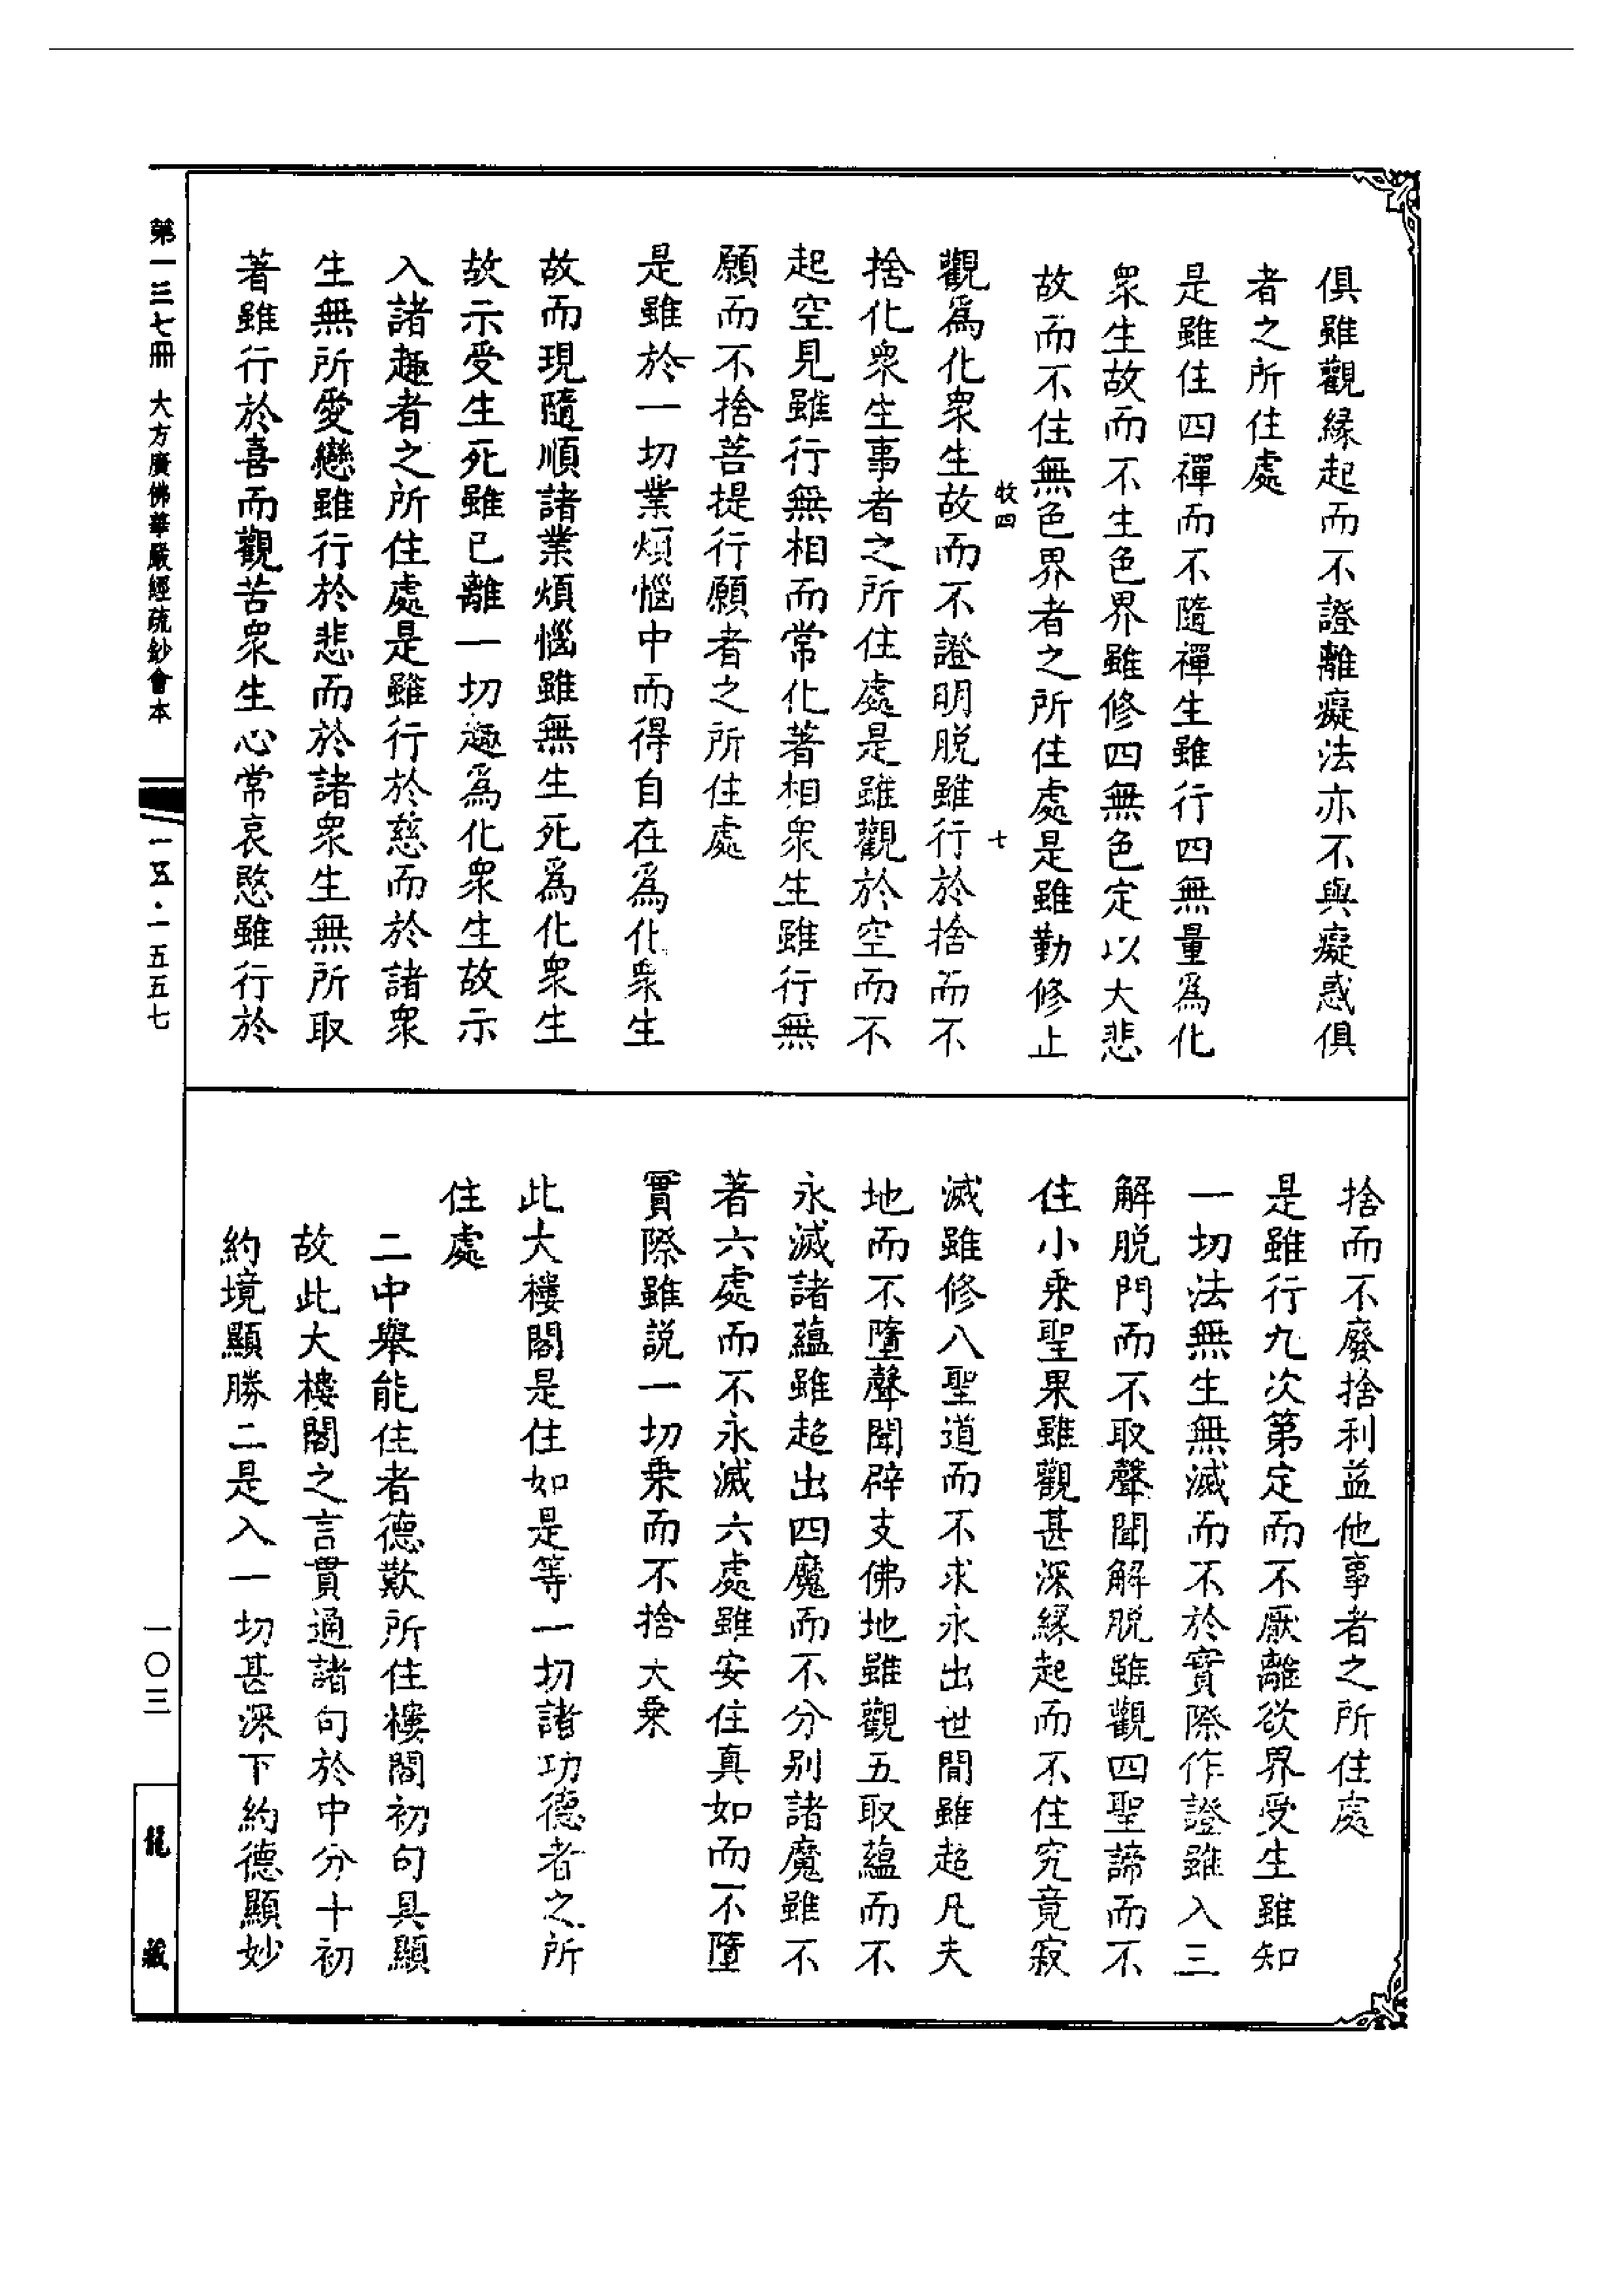 俱雖觀緣起而不證離癡法亦不與癡惑俱
者之所住處
是雖住四禪而不隨禪生雖行四無量為化
衆生故而不生色界雖修四無色定以大悲
故而不住無色界者之所住處是雖勤修止
牧四
七
觀為化衆生故而不證明脫雖行於捨而不
捨化衆生事者之所住處是雖觀於空而不
起空見雖行無相而常化著相衆生雖行無
願而不捨菩提行願者之所住處
是雖於一切業煩惱中而得自在為化衆生
故而現隨順諸業煩惱雖無生死為化衆生
故示受生死雖已離一切趣為化衆生故示
入諸趣者之所住處是雖行於慈而於諸衆
生無所愛戀雖行於悲而於諸衆生無所取
著雖行於喜而觀苦衆生心常哀愍雖行於
捨而不廢捨利益他事者之所住處
是雖行九次第定而不厭離欲界受生雖知
一切法無生無滅而不於實際作證雖入三
解脫門而不取聲聞解脫雖觀四聖諦而不
住小乘聖果雖觀甚深緣起而不住究竟寂
滅雖修八聖道而不求永出世間雖超凡夫
地而不墮聲聞辟支佛地雖觀五取蘊而不
永滅諸蘊雖超出四魔而不分別諸魔雖不
著六處而不永滅六處雖安住真如而不墮
實際雖說一切乘而不捨大乘
此大樓閣是住如是等一切諸功德者之所
住處
二中舉能住者德歎所住樓閣初句具顯
故此大樓閣之言貫通諸句於中分十初
約境顯勝二是入一切甚深下約德顯妙
第一三七冊 大方廣佛華嚴經疏鈔會本
一五·一五五七
一〇三
龍藏